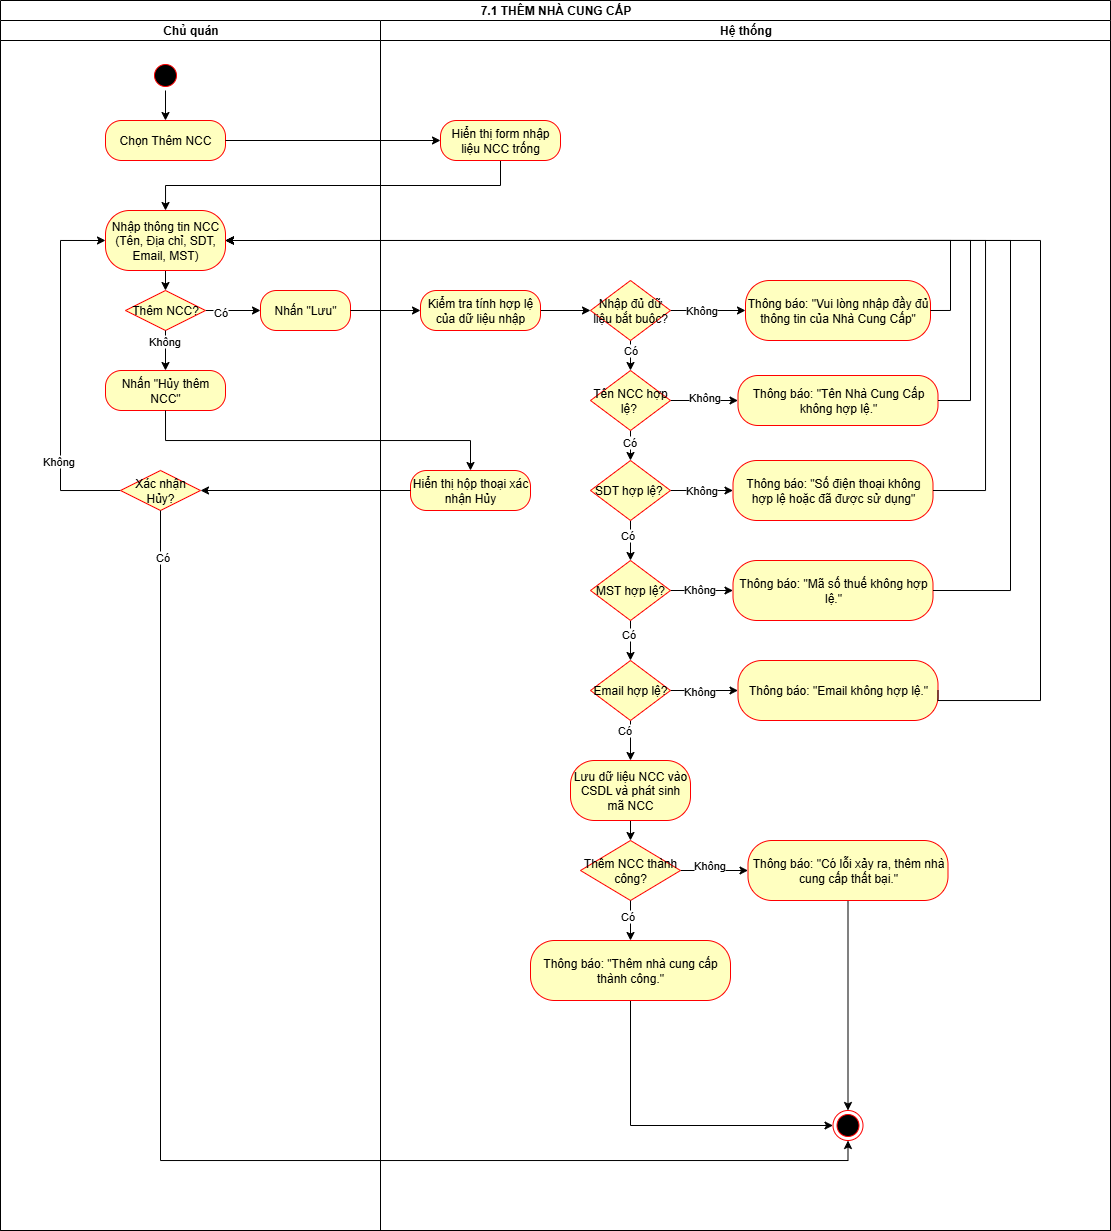 7.1 THÊM NHÀ CUNG CẤP
Chủ quán
Hệ thống
Chọn Thêm NCC
Hiển thị form nhập
liệu NCC trống
Nhập thông tin NCC
(Tên, Địa chỉ, SDT,
Email, MST)
Thêm NCC?
Có
Nhấn "Lưu"
Kiểm tra tính hợp lệ
của dữ liệu nhập
Nhập đủ dữ
liệu bắt buộc?
Không
Thông báo: "Vui lòng nhập đầy đủ
thông tin của Nhà Cung Cấp"
Không
Có
Nhấn "Hủy thêm
NCC"
Tên NCC hợp
lệ?
Không
Thông báo: "Tên Nhà Cung Cấp
không hợp lệ."
Có
Không
Xác nhận
Hủy?
Hiển thị hộp thoại xác
nhận Hủy
SDT hợp lệ?
Không
Thông báo: "Số điện thoại không
hợp lệ hoặc đã được sử dụng"
Có
Có
MST hợp lệ?
Không
Thông báo: "Mã số thuế không hợp
lệ."
Có
Email hợp lệ?
Không
Thông báo: "Email không hợp lệ."
Có
Lưu dữ liệu NCC vào
CSDL và phát sinh
mã NCC
Thêm NCC thành
công?
Không
Thông báo: "Có lỗi xảy ra, thêm nhà
cung cấp thất bại."
Có
Thông báo: "Thêm nhà cung cấp
thành công."